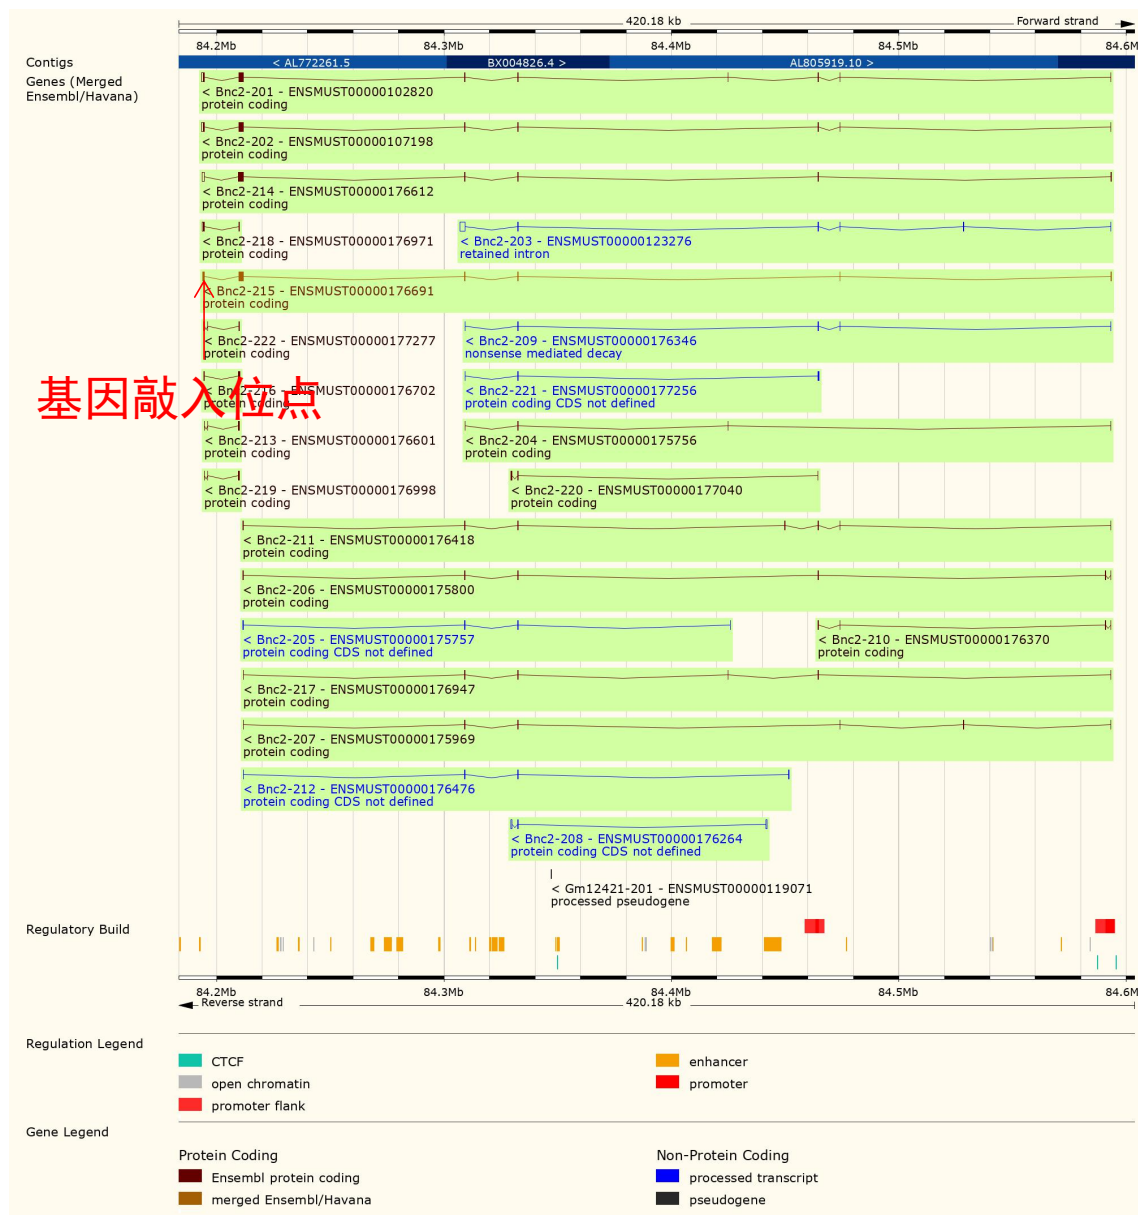 420.18 kb Forward strand
84.2Mb 84.3Mb 84.4Mb 84.5Mb 84.6M
Contigs < AL772261.5 BX004826.4 > AL805919.10 >
Genes (Merged
Ensembl/Havana)
< Bnc2-201 - ENSMUST00000102820
protein coding
< Bnc2-202 - ENSMUST00000107198
protein coding
< Bnc2-214 - ENSMUST00000176612
protein coding
< Bnc2-218 - ENSMUST00000176971 < Bnc2-203 - ENSMUST00000123276
protein coding retained intron
< Bnc2-215 - ENSMUST00000176691
protein coding
< Bnc2-222 - ENSMUST00000177277 < Bnc2-209 - ENSMUST00000176346
protein coding nonsense mediated decay
基因敲入位点
< Bnc2-216 - ENSMUST00000176702 < Bnc2-221 - ENSMUST00000177256
protein coding protein coding CDS not defined
< Bnc2-213 - ENSMUST00000176601 < Bnc2-204 - ENSMUST00000175756
protein coding protein coding
< Bnc2-219 - ENSMUST00000176998 < Bnc2-220 - ENSMUST00000177040
protein coding protein coding
< Bnc2-211 - ENSMUST00000176418
protein coding
< Bnc2-206 - ENSMUST00000175800
protein coding
< Bnc2-205 - ENSMUST00000175757 < Bnc2-210 - ENSMUST00000176370
protein coding CDS not defined protein coding
< Bnc2-217 - ENSMUST00000176947
protein coding
< Bnc2-207 - ENSMUST00000175969
protein coding
< Bnc2-212 - ENSMUST00000176476
protein coding CDS not defined
< Bnc2-208 - ENSMUST00000176264
protein coding CDS not defined
< Gm12421-201 - ENSMUST00000119071
processed pseudogene
Regulatory Build
84.2Mb 84.3Mb 84.4Mb 84.5Mb 84.6M
Reverse strand 420.18 kb
Regulation Legend
CTCF enhancer
open chromatin promoter
promoter flank
Gene Legend
Protein Coding Non-Protein Coding
Ensembl protein coding processed transcript
merged Ensembl/Havana pseudogene